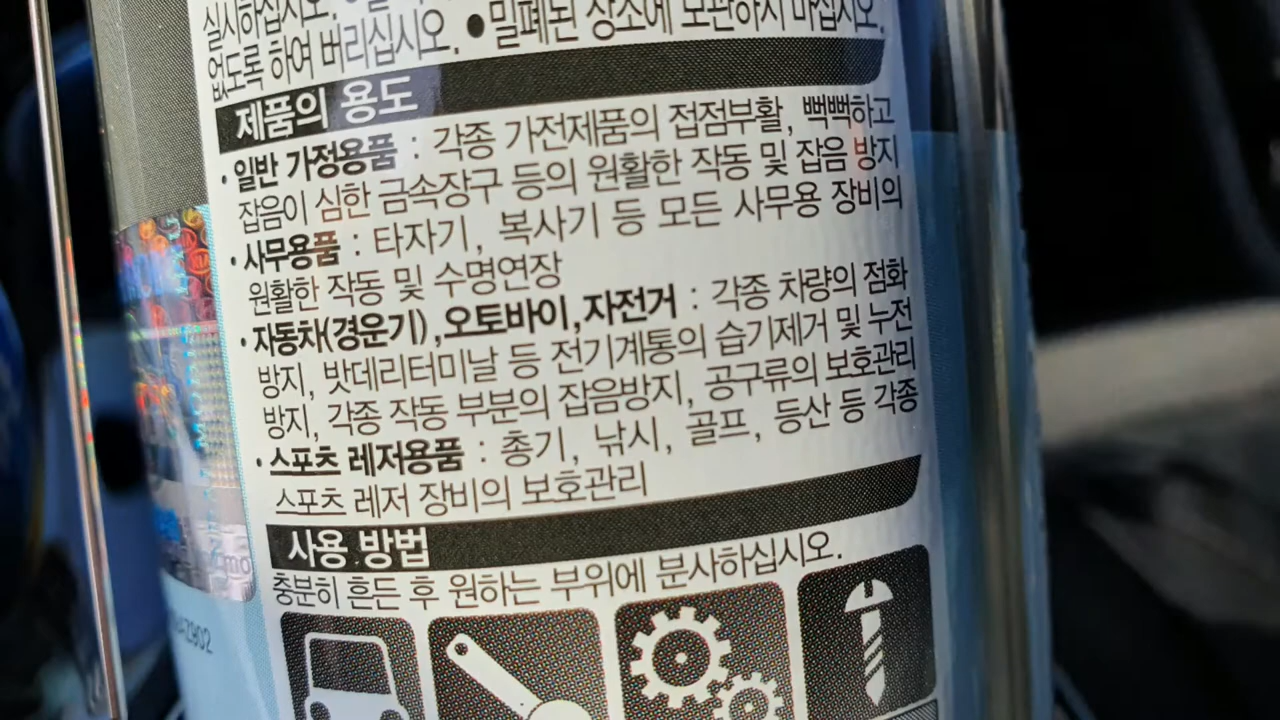 실시하십시오.
없도록 하여 버리십시오. ●밀폐된 장소에 보관하지 마십시오.
제품의 용도
· 일반 가정용품 : 각종 가전제품의 접점부활, 뻑뻑하고
잡음이 심한 금속장구 등의 원활한 작동 및 잡음 방지
· 사무용품 : 타자기, 복사기 등 모든 사무용 장비의
원활한 작동 및 수명연장
· 자동차(경운기), 오토바이, 자전거 : 각종 차량의 점화
방지, 밧데리터미날 등 전기계통의 습기제거 및 누전
방지, 각종 작동 부분의 잡음방지, 공구류의 보호관리
· 스포츠 레저용품 : 총기, 낚시, 골프, 등산 등 각종
스포츠 레저 장비의 보호관리
사용 방법
충분히 흔든 후 원하는 부위에 분사하십시오.